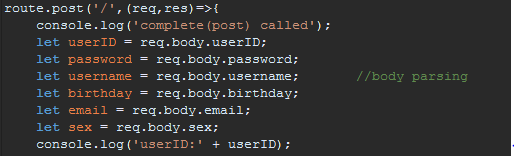 route.post('/',(req,res)=>{
console.log('complete(post) called');
let userID = req.body.userID;
let password = req.body.password;
let username = req.body.username; //body parsing
let birthday = req.body.birthday;
let email = req.body.email;
let sex = req.body.sex;
console.log('userID:' + userID);